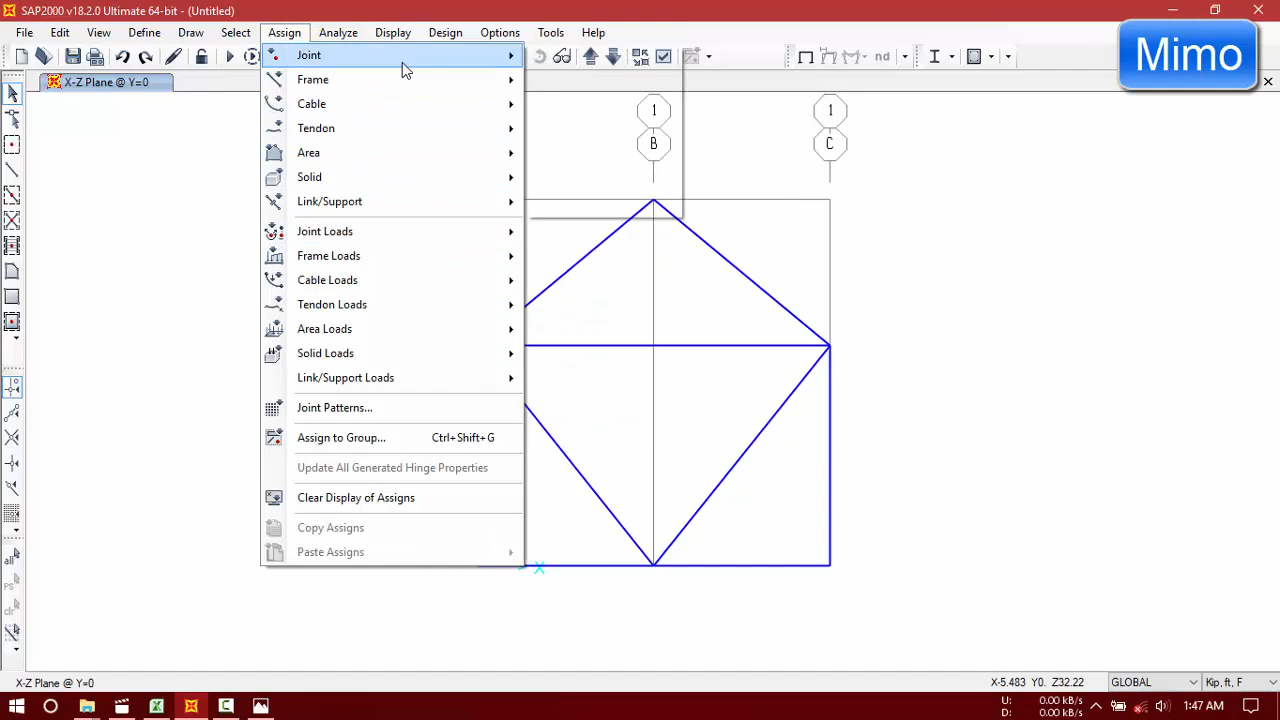 SAP2000 v18.2.0 Ultimate 64-bit - (Untitled)
File Edit View Define Draw Select Assign Analyze Display Design Options Tools Help
Mimo
nd
X-Z Plane @ Y=0
Joint
Frame
Cable
Tendon
Area
Solid
Link/Support
Joint Loads
Frame Loads
Cable Loads
Tendon Loads
Area Loads
Solid Loads
Link/Support Loads
Joint Patterns...
Assign to Group... Ctrl+Shift+G
Update All Generated Hinge Properties
Clear Display of Assigns
Copy Assigns
Paste Assigns
1 1
B C
X
all
PS
clr
X-Z Plane @ Y=0 X-5.483 Y0. Z32.22 GLOBAL Kip, ft, F
U: 0.00 kB/s
D: 0.00 kB/s
1:47 AM